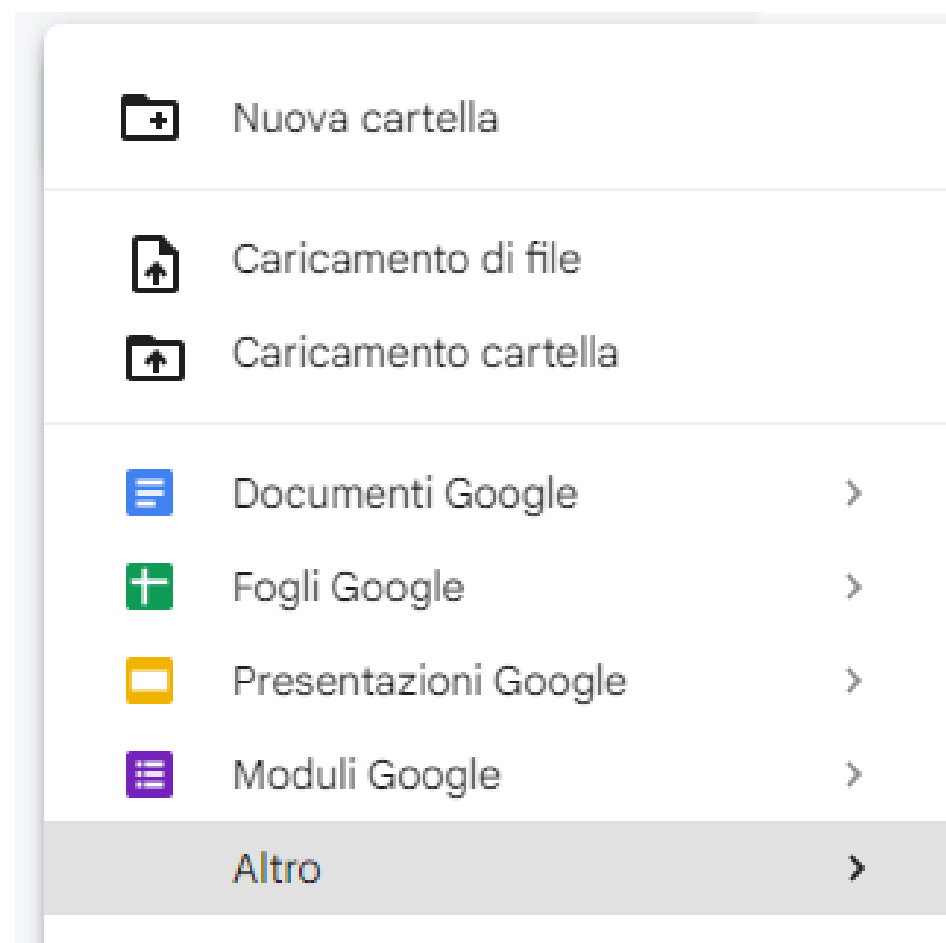 Nuova cartella
Caricamento di file
Caricamento cartella
Documenti Google
Fogli Google
Presentazioni Google
Moduli Google
Altro